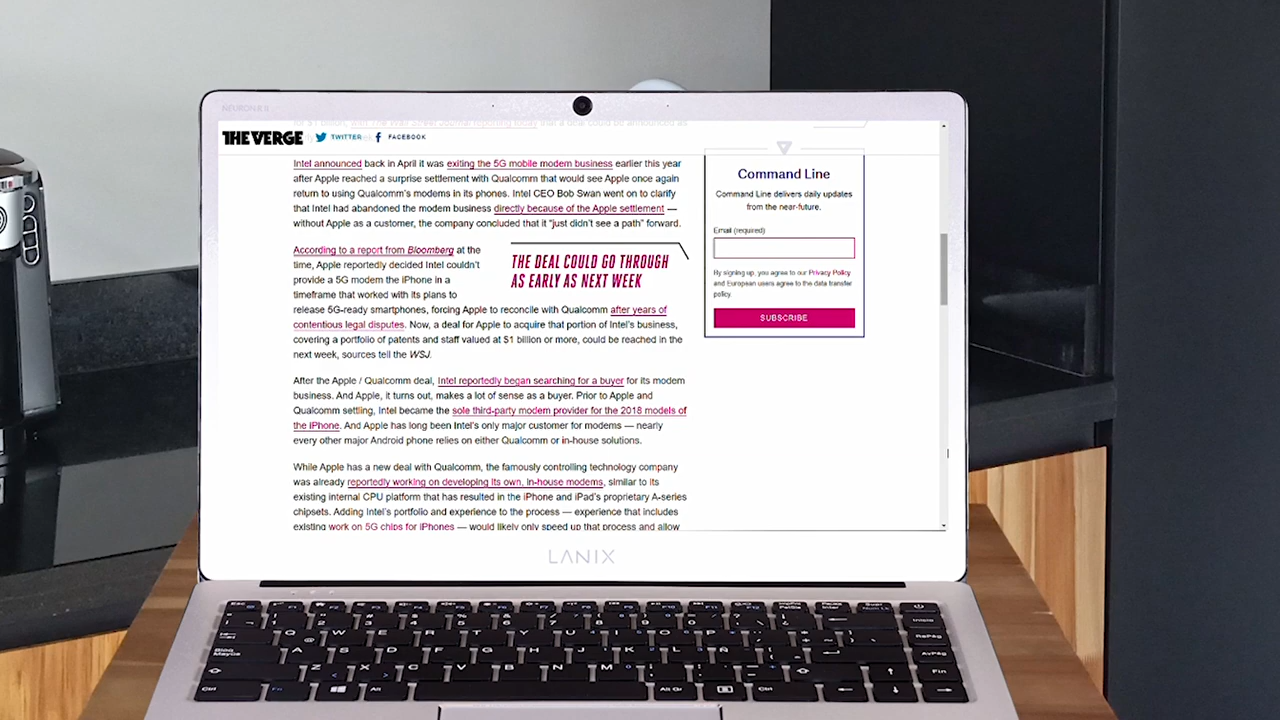 THE VERGE TWITTER FACEBOOK
Intel announced back in April it was exiting the 5G mobile modem business earlier this year
after Apple reached a surprise settlement with Qualcomm that would see Apple once again
return to using Qualcomm's modems in its phones. Intel CEO Bob Swan went on to clarify
that Intel had abandoned the modem business directly because of the Apple settlement —
without Apple as a customer, the company concluded that it "just didn't see a path" forward.
According to a report from Bloomberg at the
time, Apple reportedly decided Intel couldn't
provide a 5G modem the iPhone in a
timeframe that worked with its plans to
release 5G-ready smartphones, forcing Apple to reconcile with Qualcomm after years of
contentious legal disputes. Now, a deal for Apple to acquire that portion of Intel's business,
covering a portfolio of patents and staff valued at $1 billion or more, could be reached in the
next week, sources tell the WSJ.
THE DEAL COULD GO THROUGH
AS EARLY AS NEXT WEEK
After the Apple / Qualcomm deal, Intel reportedly began searching for a buyer for its modem
business. And Apple, it turns out, makes a lot of sense as a buyer. Prior to Apple and
Qualcomm settling, Intel became the sole third-party modem provider for the 2018 models of
the iPhone. And Apple has long been Intel's only major customer for modems — nearly
every other major Android phone relies on either Qualcomm or in-house solutions.
While Apple has a new deal with Qualcomm, the famously controlling technology company
was already reportedly working on developing its own, in-house modems, similar to its
existing internal CPU platform that has resulted in the iPhone and iPad's proprietary A-series
chipsets. Adding Intel's portfolio and experience to the process — experience that includes
existing work on 5G chips for iPhones — would likely only speed up that process and allow
Command Line
Command Line delivers daily updates
from the near-future.
Email (required)
By signing up, you agree to our Privacy Policy
and European users agree to the data transfer
policy.
SUBSCRIBE
LANIX
Q W E R T Y U I O P
Inicio
RePág
Bloq
Mayús
A S D F G H J K L Ñ
AvPág
Z X C V B N M
Fin
Ctrl Fn Alt Alt Gr Ctrl